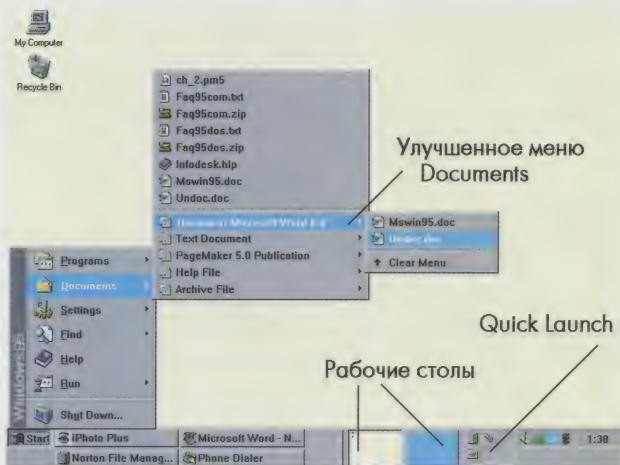 My Computer
Recycle Bin
ch_2.pm5
Faq95com.txt
Faq95com.zip
Faq95dos.txt
Faq95dos.zip
Infodesk.hlp
Mswin95.doc
Undoc.doc
Text Document
PageMaker 5.0 Publication
Help File
Archive File
Mswin95.doc
Undoc.doc
Clear Menu
Улучшенное меню
Documents
Programs
Documents
Settings
Find
Help
Run
Shut Down...
Windows95
Quick Launch
Рабочие столы
Start
iPhoto Plus
Microsoft Word - N...
Norton File Manag...
Phone Dialer
1:38